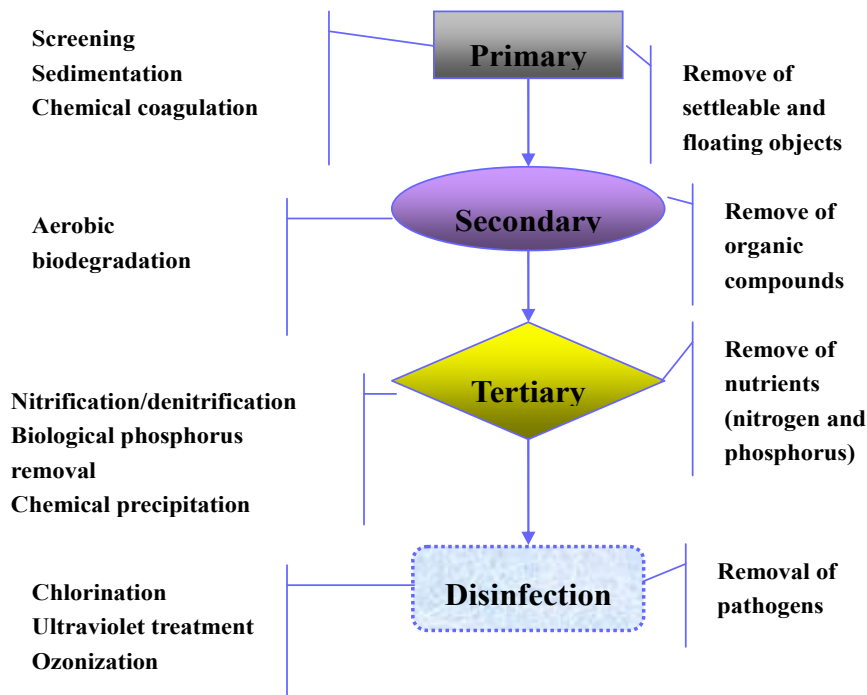 Screening
Sedimentation
Chemical coagulation
Primary
Remove of
settleable and
floating objects
Aerobic
biodegradation
Secondary
Remove of
organic
compounds
Nitrification/denitrification
Biological phosphorus
removal
Chemical precipitation
Tertiary
Remove of
nutrients
(nitrogen and
phosphorus)
Chlorination
Ultraviolet treatment
Ozonization
Disinfection
Removal of
pathogens